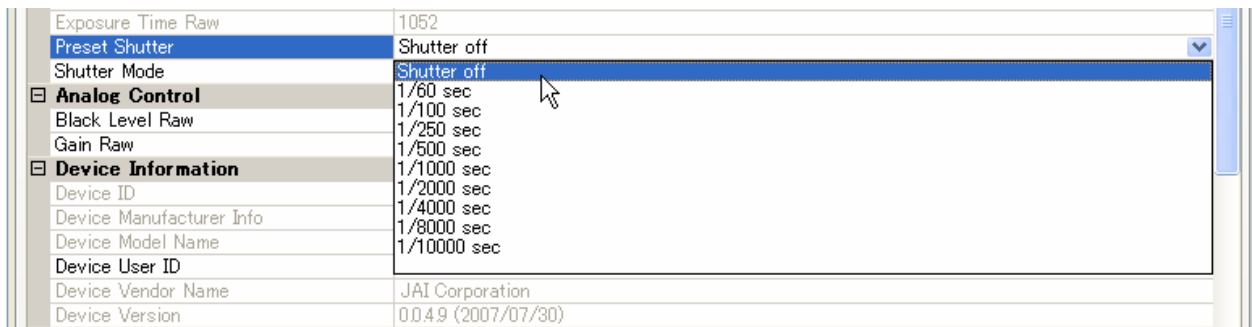 Exposure Time Raw 1052
Preset Shutter Shutter off
Shutter Mode Shutter off
1/60 sec
Analog Control 1/100 sec
Black Level Raw 1/250 sec
Gain Raw 1/500 sec
Device Information 1/1000 sec
Device ID 1/2000 sec
Device Manufacturer Info 1/4000 sec
Device Model Name 1/8000 sec
1/10000 sec
Device User ID
Device Vendor Name JAI Corporation
Device Version 0.0.4.9 (2007/07/30)